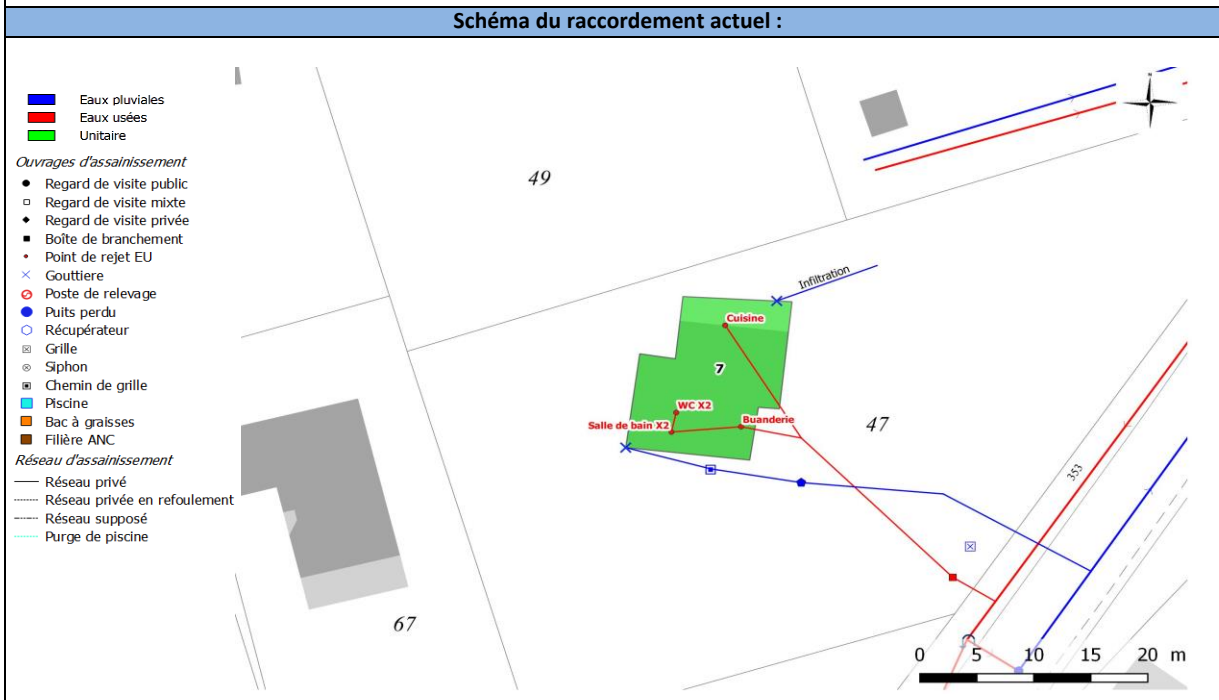 Schéma du raccordement actuel :
Eaux pluviales
Eaux usées
Unitaire
Ouvrages d'assainissement
Regard de visite public
Regard de visite mixte
Regard de visite privée
Boîte de branchement
Point de rejet EU
Gouttiere
Poste de relevage
Puits perdu
Récupérateur
Grille
Siphon
Chemin de grille
Piscine
Bac à graisses
Filière ANC
Réseau d'assainissement
Réseau privé
Réseau privée en refoulement
Réseau supposé
Purge de piscine
49
Infiltration
Cuisine
7
WC X2
Salle de bain X2
Buanderie
47
353
67
0 5 10 15 20 m